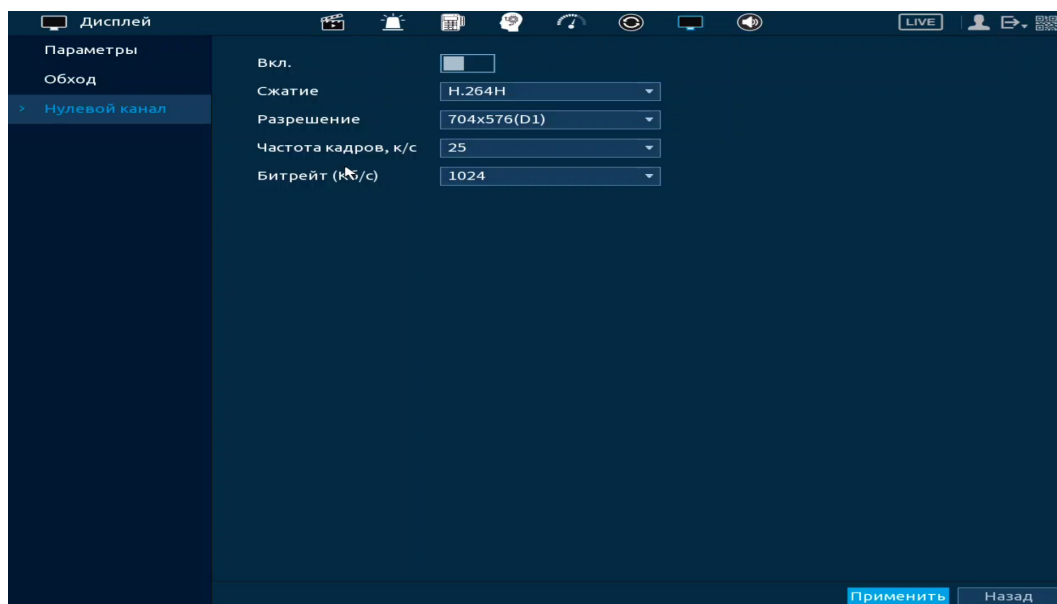 Дисплей
LIVE
Параметры
Обход
> Нулевой канал
Вкл.
Сжатие H.264H
Разрешение 704x576(D1)
Частота кадров, к/с 25
Битрейт (Кб/с) 1024
Применить Назад